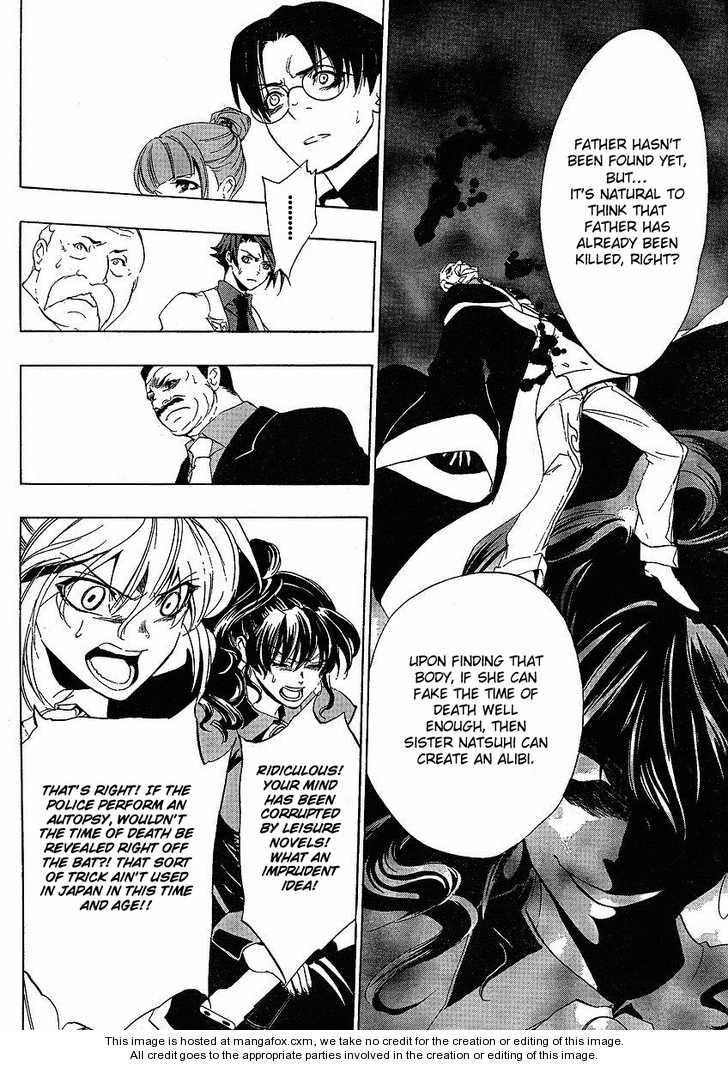 FATHER HASN'T
BEEN FOUND YET,
BUT...
IT'S NATURAL TO
THINK THAT
FATHER HAS
ALREADY BEEN
KILLED, RIGHT?
UPON FINDING THAT
BODY, IF SHE CAN
FAKE THE TIME OF
DEATH WELL
ENOUGH, THEN
SISTER NATSUHI CAN
CREATE AN ALIBI.
.........
RIDICULOUS!
YOUR MIND
HAS BEEN
CORRUPTED
BY LEISURE
NOVELS!
WHAT AN
IMPRUDENT
IDEA!
THAT'S RIGHT! IF THE
POLICE PERFORM AN
AUTOPSY, WOULDN'T
THE TIME OF DEATH BE
REVEALED RIGHT OFF
THE BAT?! THAT SORT
OF TRICK AIN'T USED
IN JAPAN IN THIS TIME
AND AGE!!
This image is hosted at mangafox.cxm, we take no credit for the creation or editing of this image.
All credit goes to the appropriate parties involved in the creation or editing of this image.